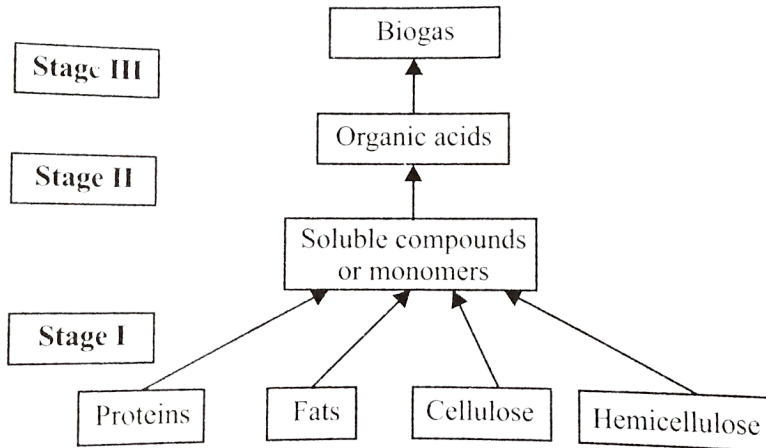 Biogas
Stage III
Organic acids
Stage II
Soluble compounds
or monomers
Stage I
Proteins
Fats
Cellulose
Hemicellulose